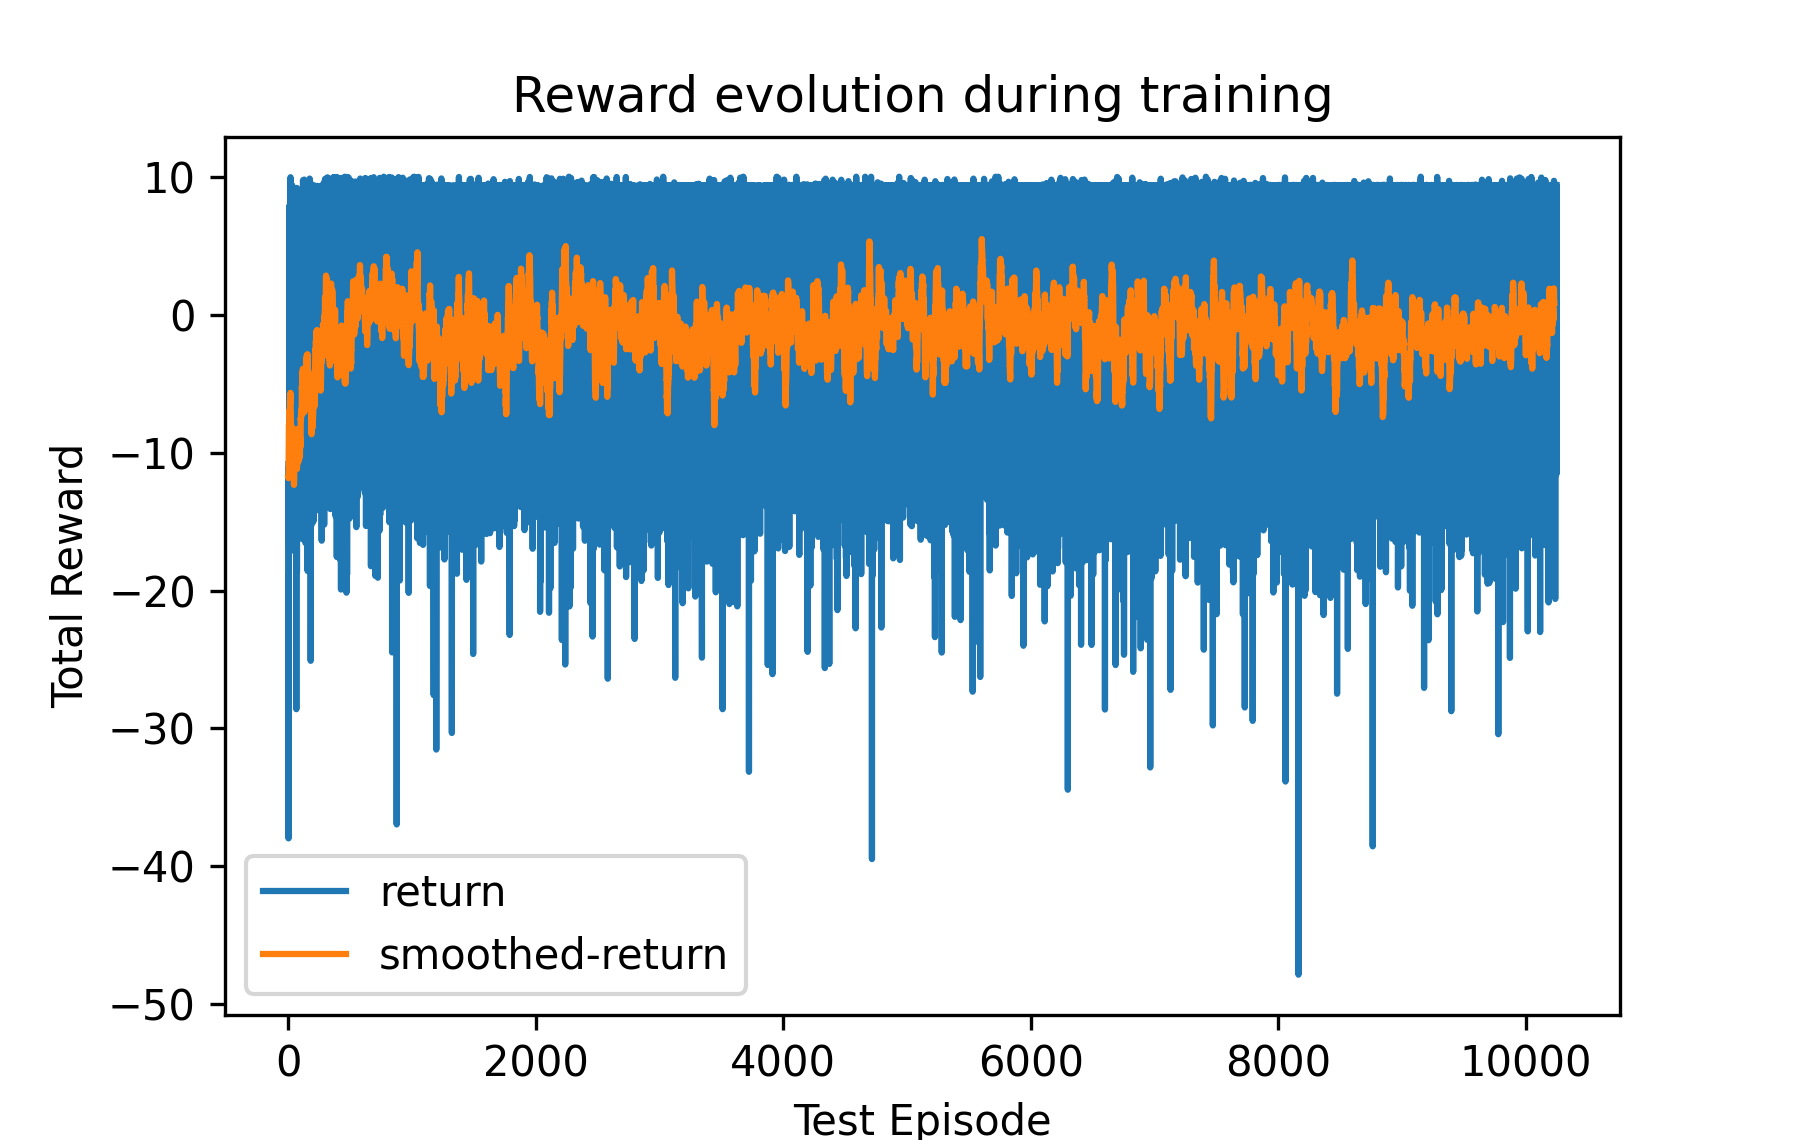 Reward evolution during training
10
0
−10
−20
−30
−40
−50
Total Reward
return
smoothed-return
0 2000 4000 6000 8000 10000
Test Episode